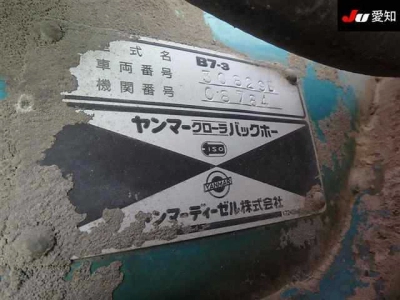 JU 愛知
式名 B7-3
車両番号
機関番号
ヤンマークローラバックホー
ISO
YANMAR
ヤンマーディーゼル株式会社